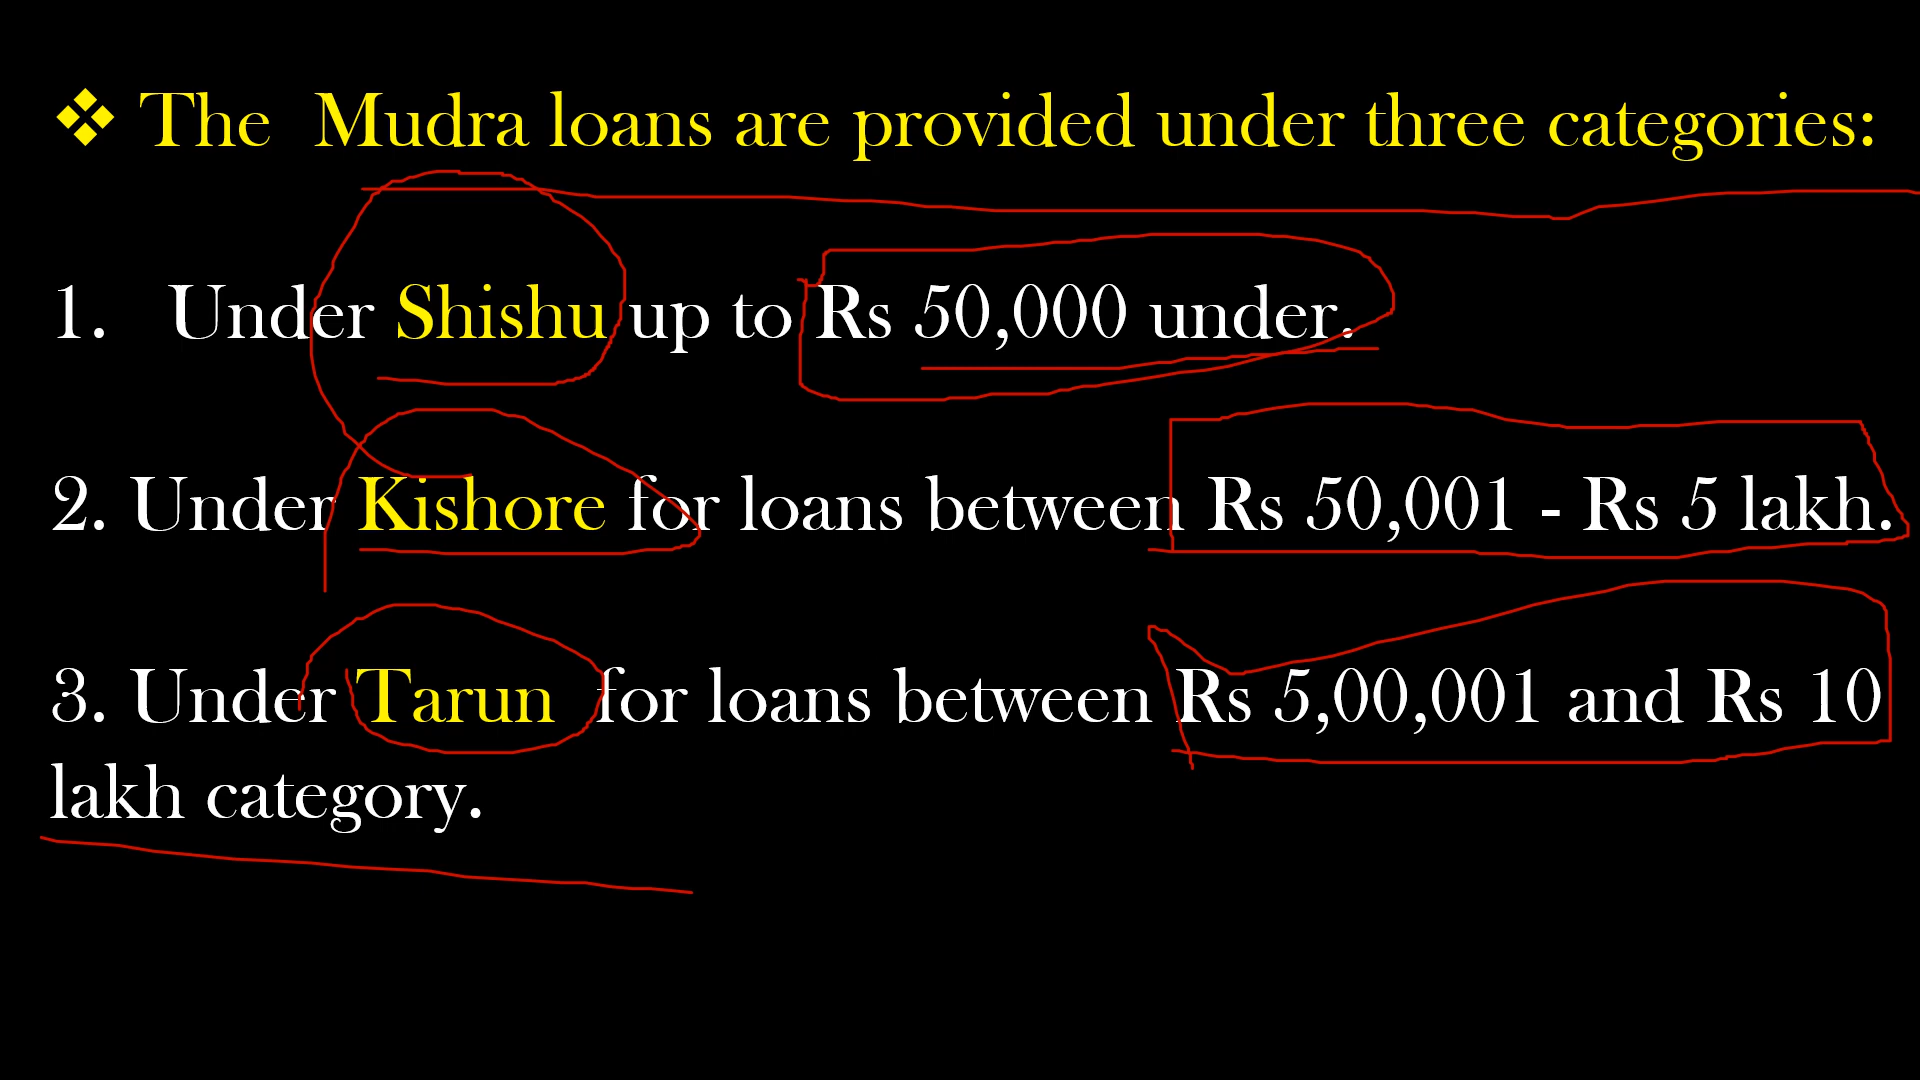 ❖ The Mudra loans are provided under three categories:
1. Under Shishu up to Rs 50,000 under.
2. Under Kishore for loans between Rs 50,001 - Rs 5 lakh.
3. Under Tarun for loans between Rs 5,00,001 and Rs 10
lakh category.